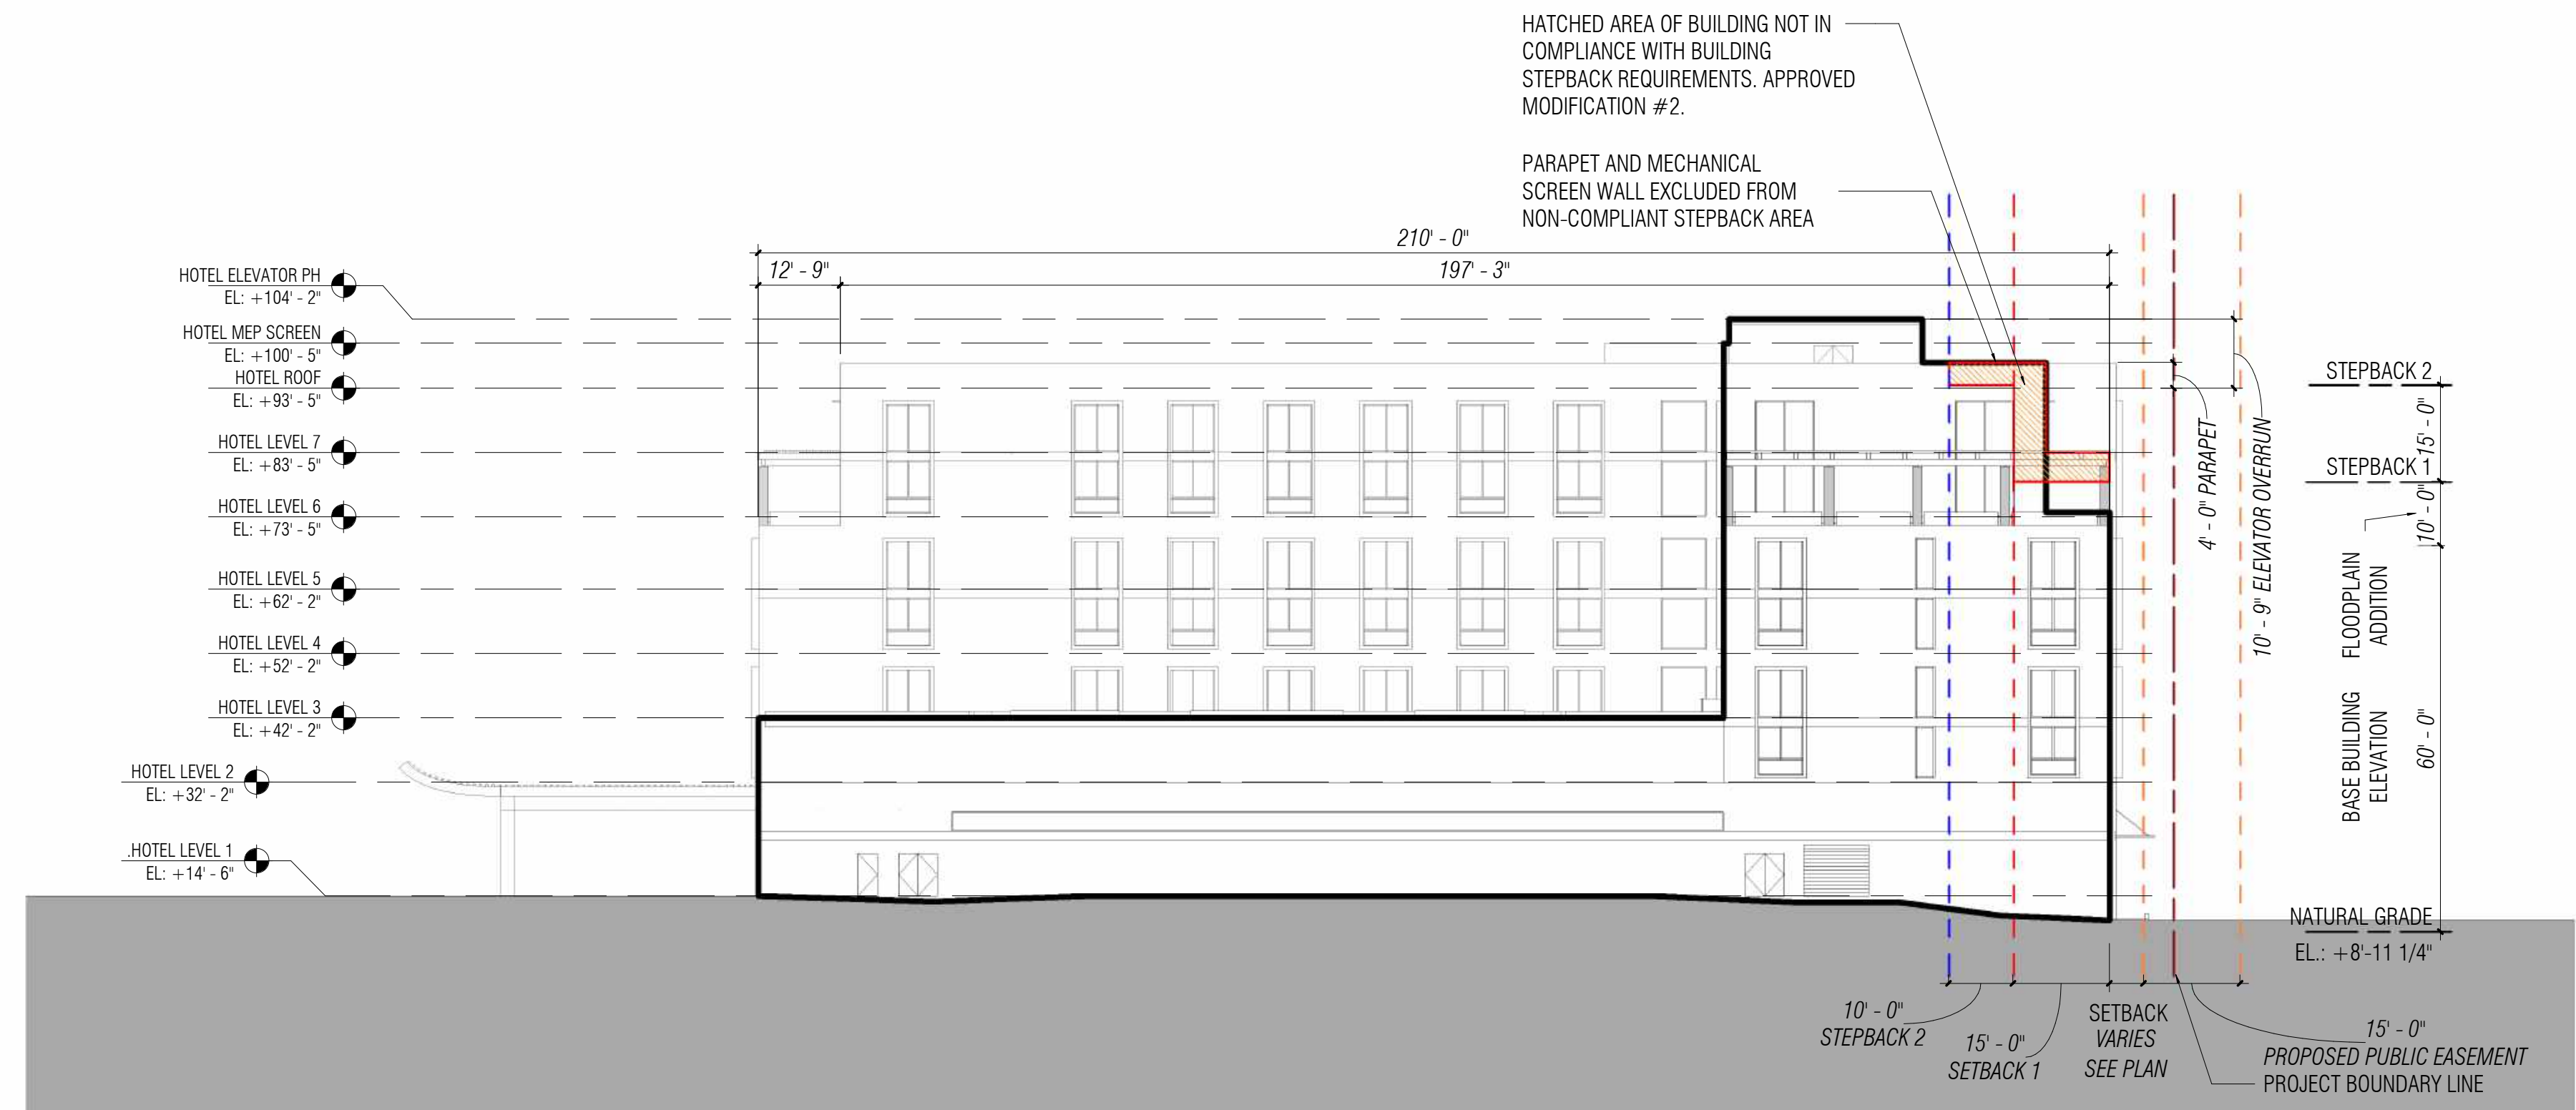 HATCHED AREA OF BUILDING NOT IN
COMPLIANCE WITH BUILDING
STEPBACK REQUIREMENTS. APPROVED
MODIFICATION #2.
PARAPET AND MECHANICAL
SCREEN WALL EXCLUDED FROM
NON-COMPLIANT STEPBACK AREA
210' - 0"
12' - 9"
197' - 3"
HOTEL ELEVATOR PH
EL: +104' - 2"
HOTEL MEP SCREEN
EL: +100' - 5"
HOTEL ROOF
EL: +93' - 5"
HOTEL LEVEL 7
EL: +83' - 5"
HOTEL LEVEL 6
EL: +73' - 5"
HOTEL LEVEL 5
EL: +62' - 2"
HOTEL LEVEL 4
EL: +52' - 2"
HOTEL LEVEL 3
EL: +42' - 2"
HOTEL LEVEL 2
EL: +32' - 2"
.HOTEL LEVEL 1
EL: +14' - 6"
4' - 0" PARAPET
10' - 9" ELEVATOR OVERRUN
STEPBACK 2
15' - 0"
STEPBACK 1
10' - 0"
FLOODPLAIN
ADDITION
BASE BUILDING
ELEVATION
60' - 0"
NATURAL GRADE
EL.: +8'-11 1/4"
10' - 0"
STEPBACK 2
15' - 0"
SETBACK 1
SETBACK
VARIES
SEE PLAN
15' - 0"
PROPOSED PUBLIC EASEMENT
PROJECT BOUNDARY LINE